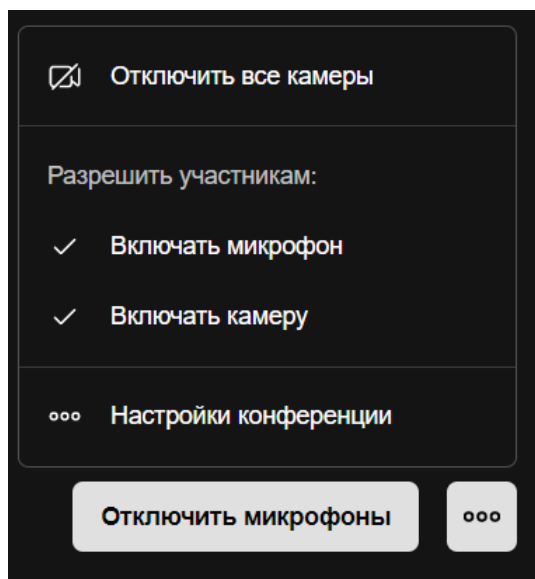 Отключить все камеры
Разрешить участникам:
Включать микрофон
Включать камеру
Настройки конференции
Отключить микрофоны